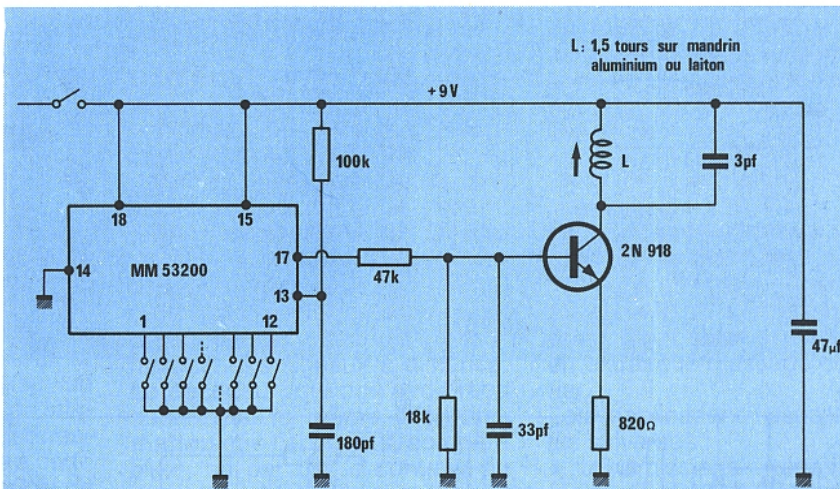 L: 1,5 tours sur mandrin
aluminium ou laiton
+9V
100k
L
3pf
18
15
14
MM 53200
17
13
47k
2N 918
1
12
47µf
18k
33pf
820Ω
180pf